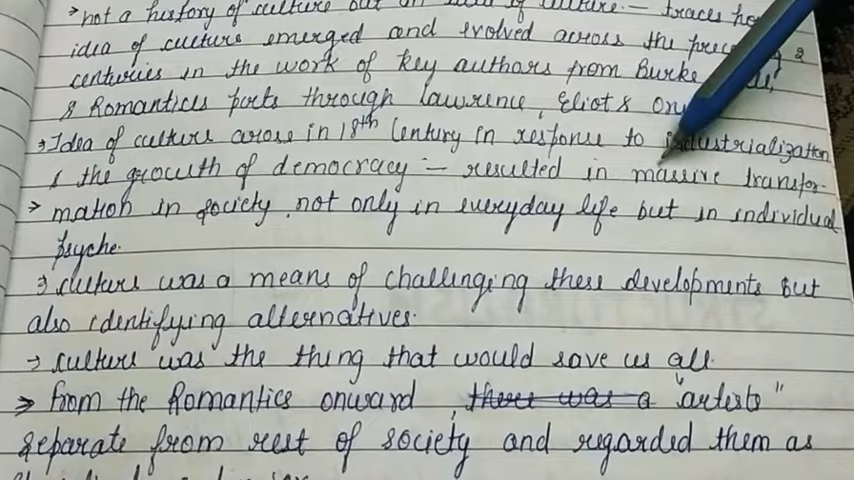 → not a history of culture but an idea of culture. – traces ho
idea of culture emerged and evolved across the prece 2
centuries in the work of key authors from Burke
& Romantics poets through Lawrence, Eliot & Or
→ Idea of culture arose in 18th Century in response to industrialization
& the growth of democracy – resulted in massive transfor-
→ mation in society not only in everyday life but in individual
psyche.
→ culture was a means of challenging these developments but
also identifying alternatives.
→ culture was the thing that would save us all.
→ from the Romantics onward, there was a "artists"
separate from rest of society and regarded them as